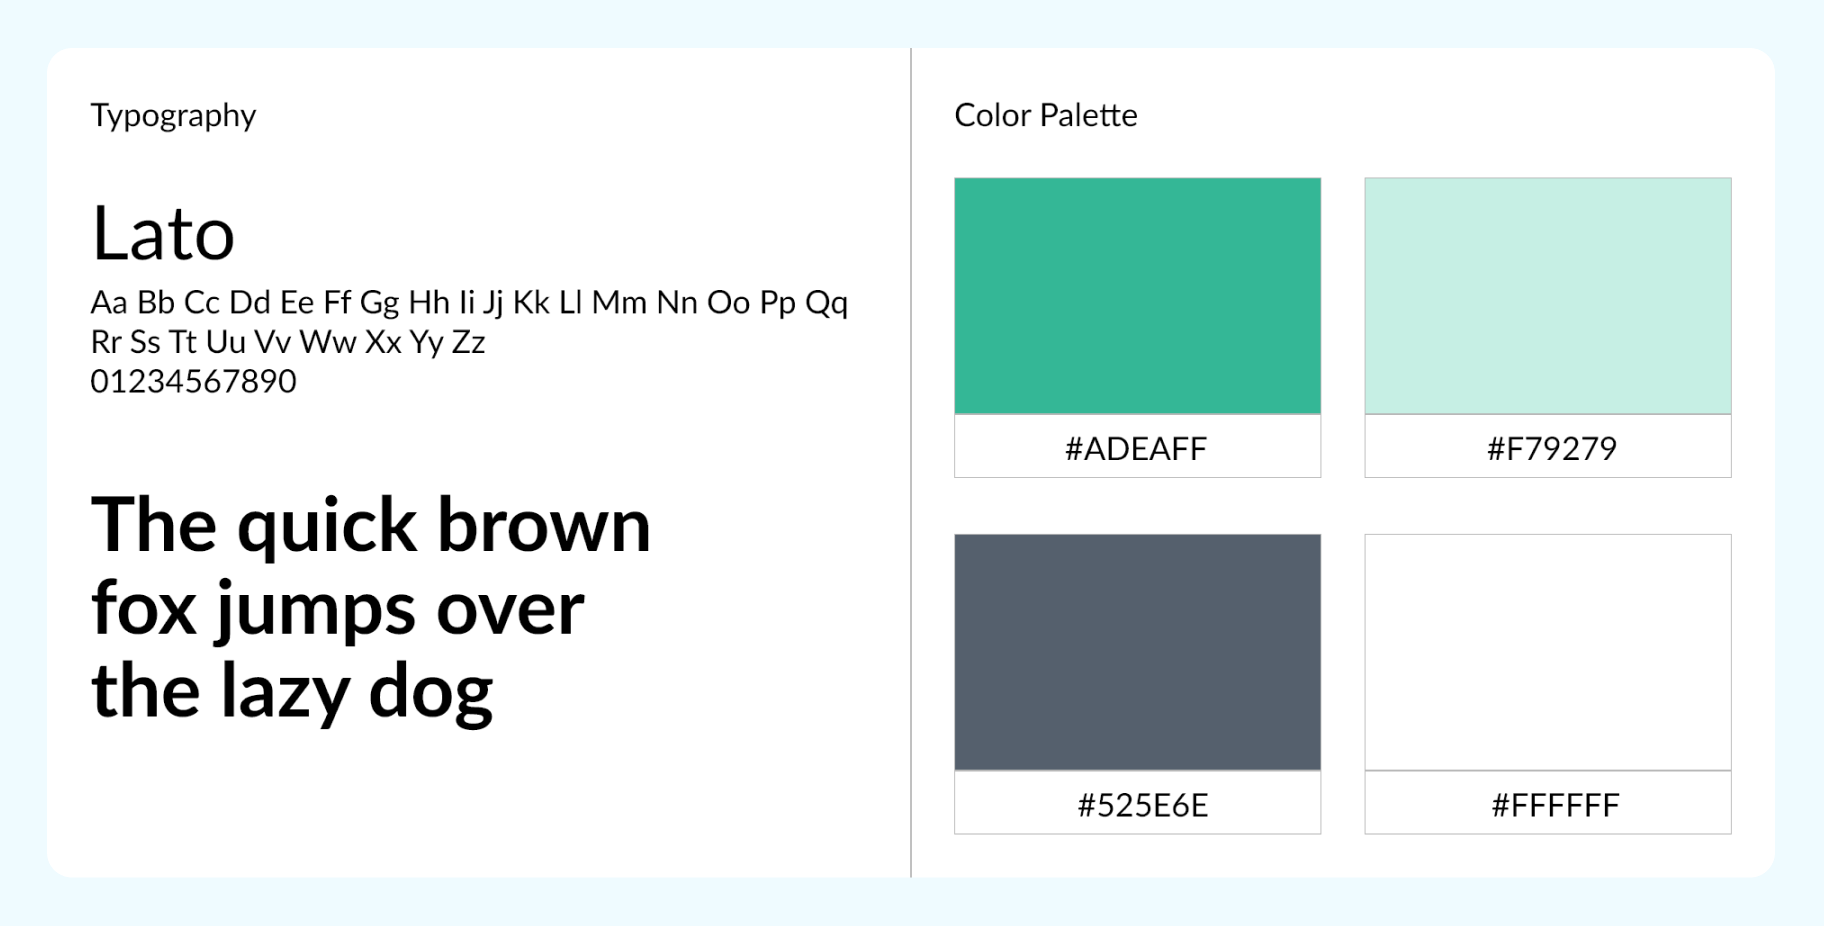 Typography
Lato
Aa Bb Cc Dd Ee Ff Gg Hh Ii Jj Kk Ll Mm Nn Oo Pp Qq
Rr Ss Tt Uu Vv Ww Xx Yy Zz
01234567890
The quick brown
fox jumps over
the lazy dog
Color Palette
#ADEAFF
#F79279
#525E6E
#FFFFFF